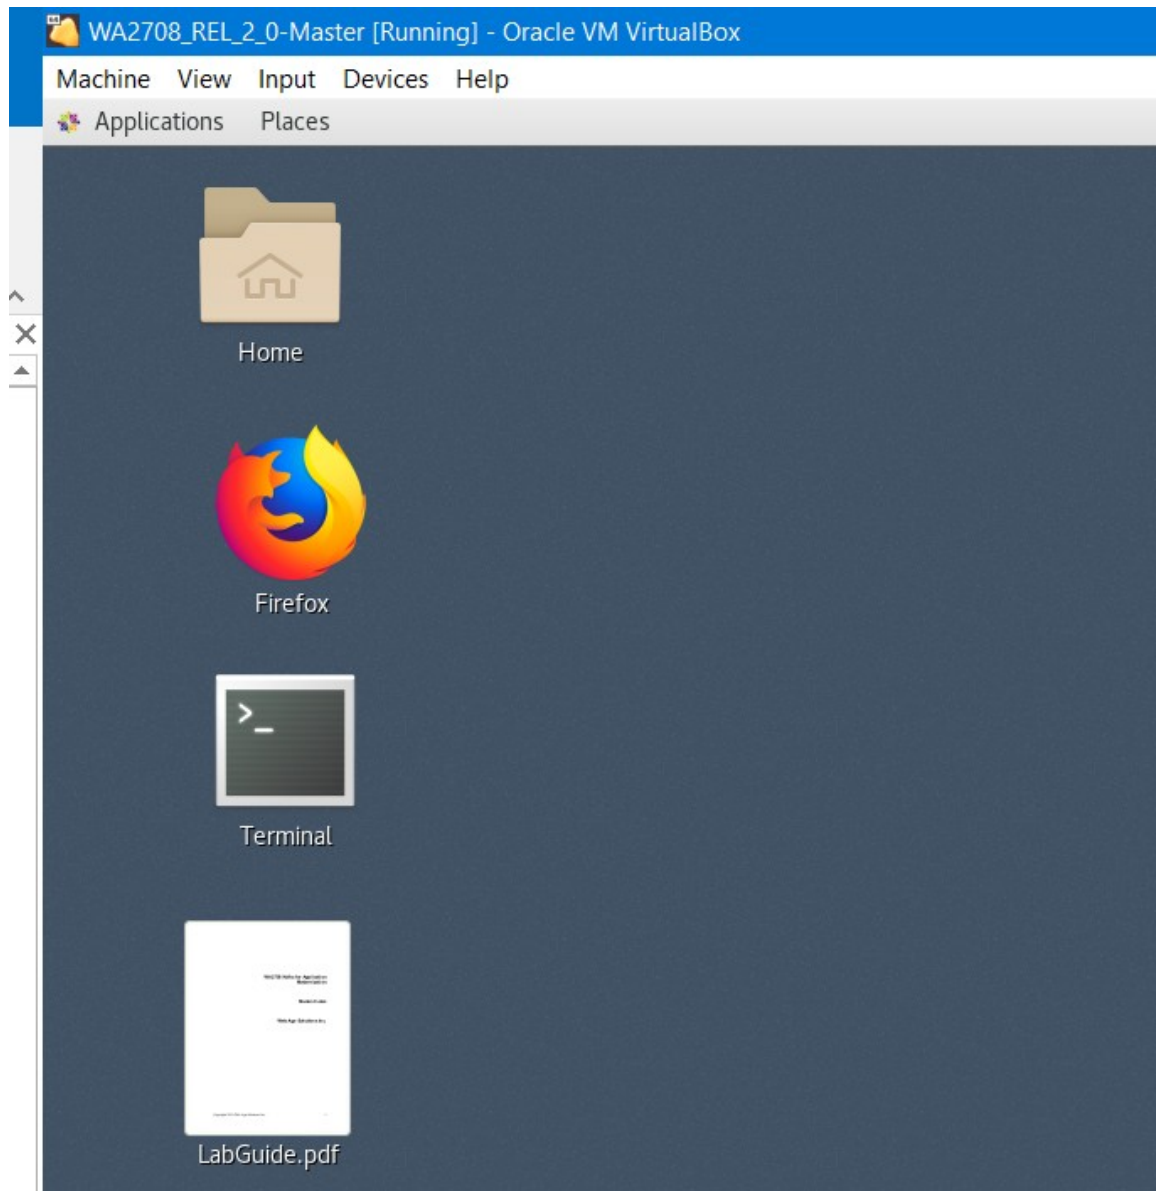 WA2708_REL_2_0-Master [Running] - Oracle VM VirtualBox
Machine View Input Devices Help
Applications Places
Home
Firefox
>_
Terminal
LabGuide.pdf